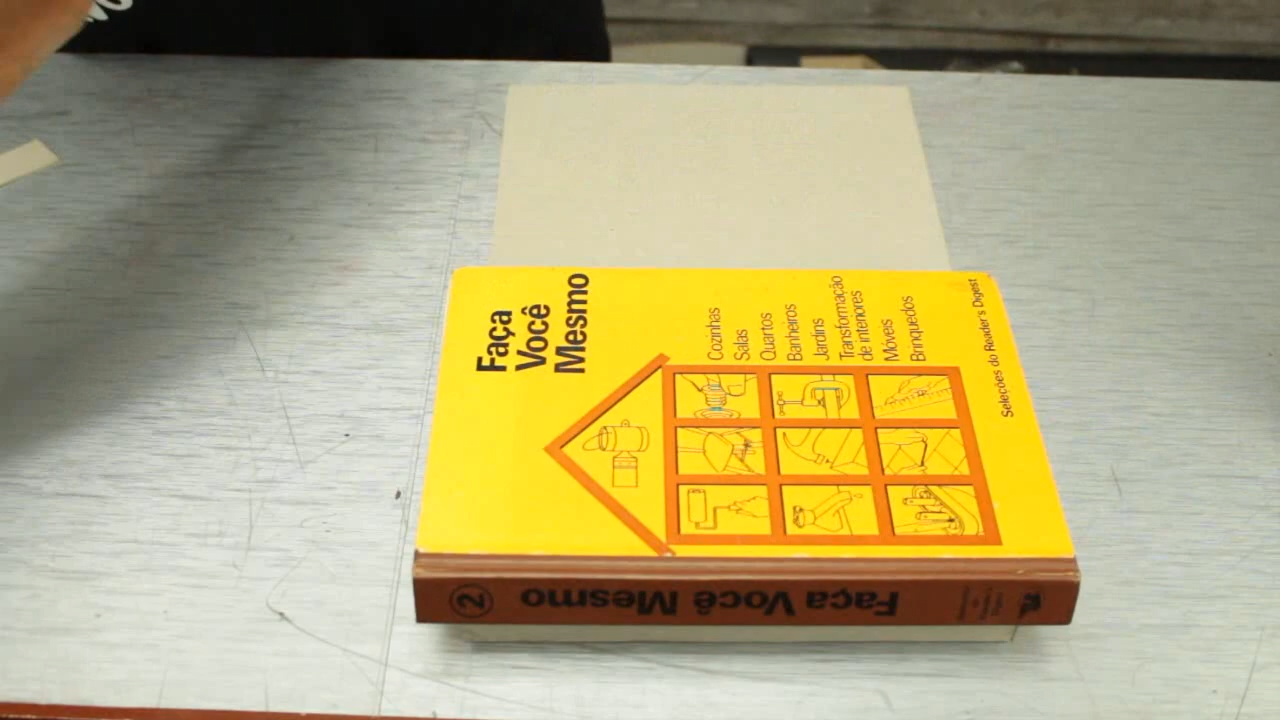 Faça
Você
Mesmo
Cozinhas
Salas
Quartos
Banheiros
Jardins
Transformação
de interiores
Móveis
Brinquedos
Seleções do Reader's Digest
Faça Você Mesmo 2